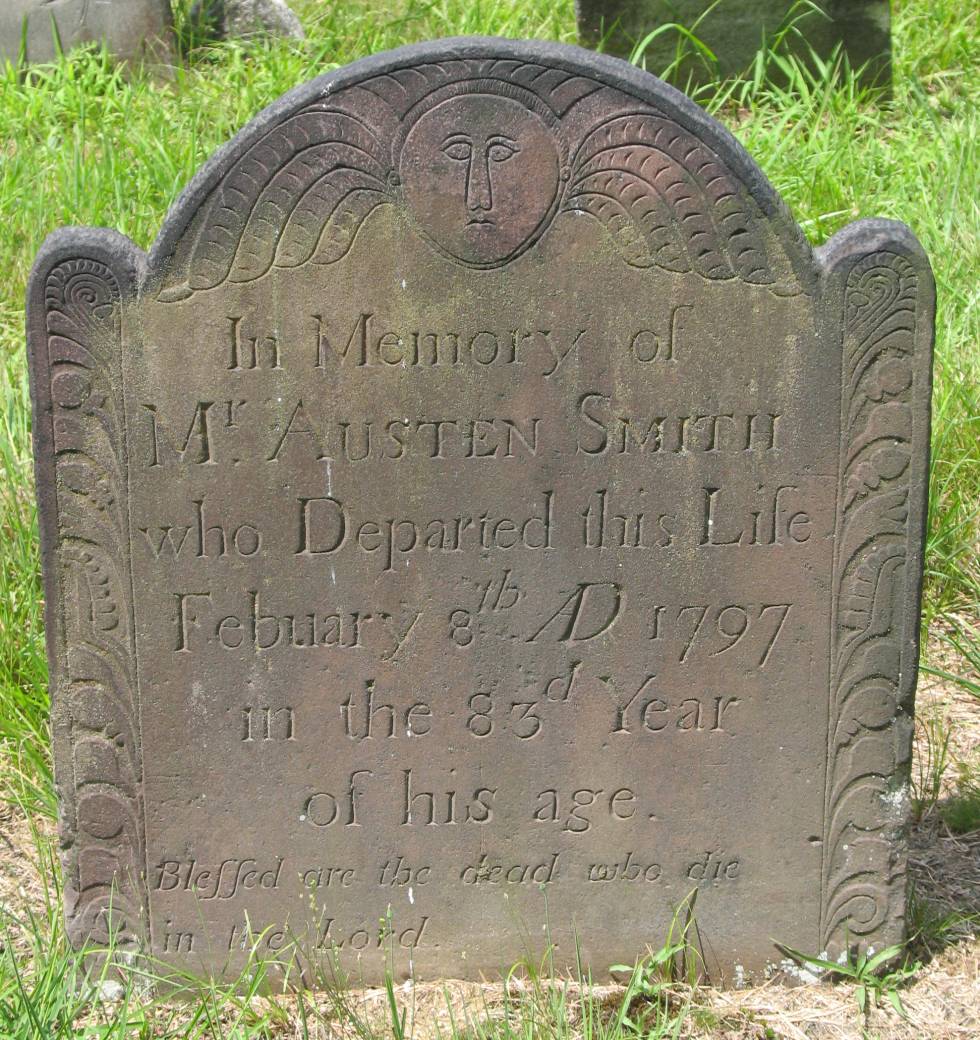 In Memory of
Mr. AUSTEN SMITH
who Departed this Life
Febuary 8th AD 1797
in the 83d Year
of his age.
Bleſſed are the dead who die
in the Lord.